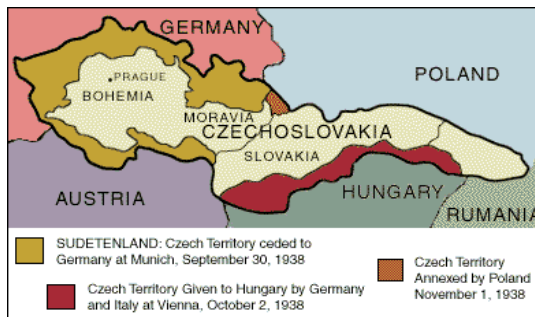 GERMANY
POLAND
PRAGUE
BOHEMIA
MORAVIA
CZECHOSLOVAKIA
SLOVAKIA
AUSTRIA
HUNGARY
RUMANIA
SUDETENLAND: Czech Territory ceded to
Germany at Munich, September 30, 1938
Czech Territory
Annexed by Poland
November 1, 1938
Czech Territory Given to Hungary by Germany
and Italy at Vienna, October 2, 1938